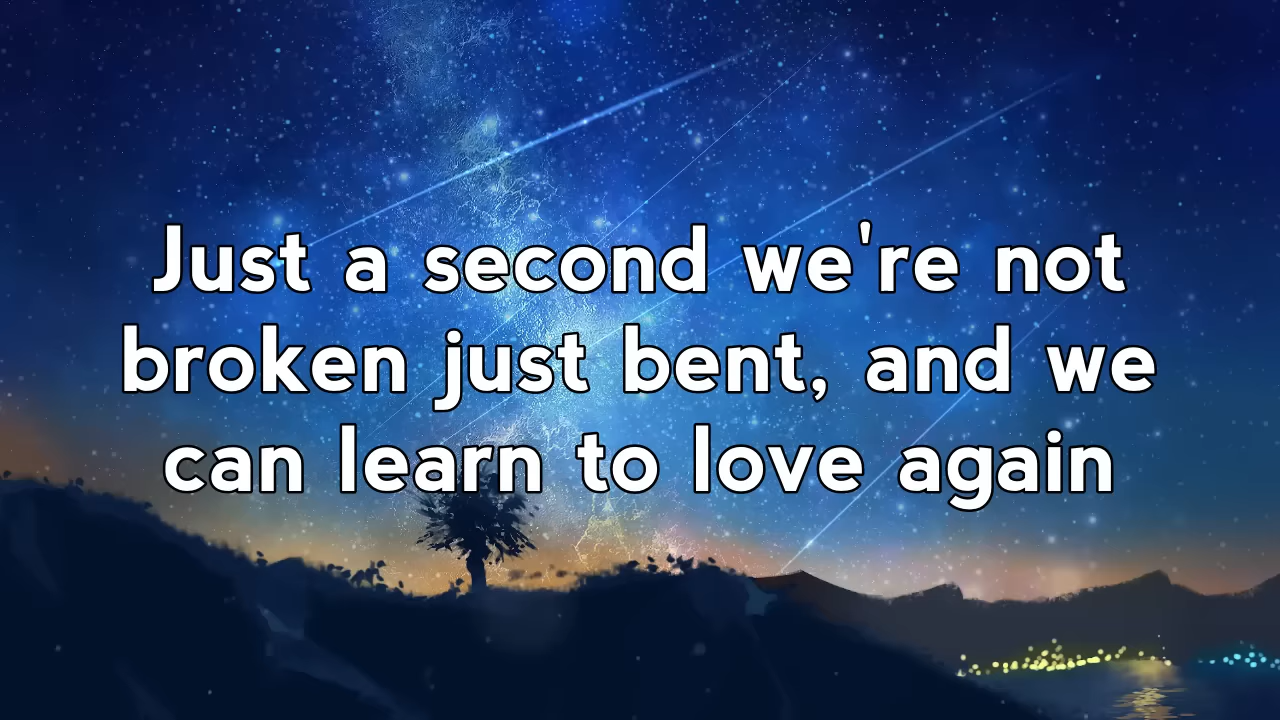 Just a second we're not
broken just bent, and we
can learn to love again